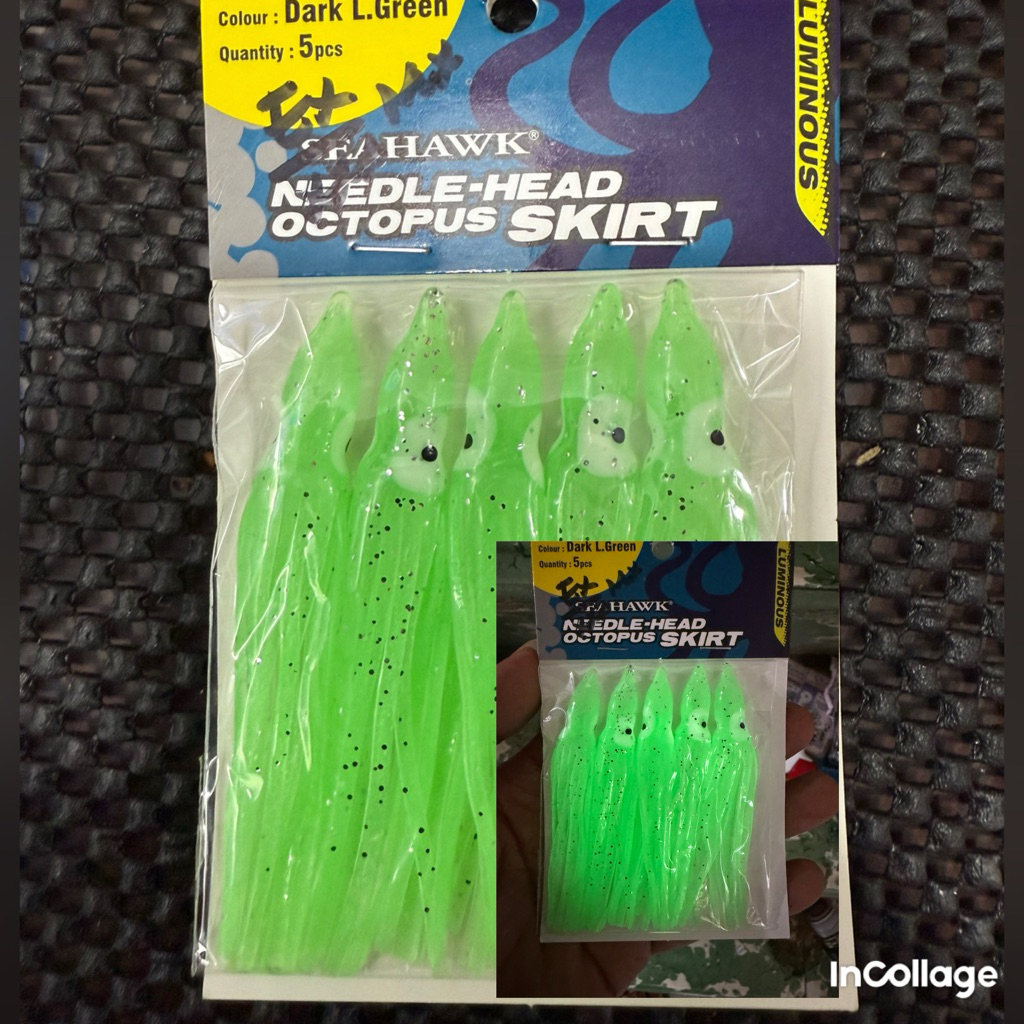 Colour : Dark L.Green
Quantity : 5pcs
LUMINOUS
SEAHAWK®
NEEDLE-HEAD
OCTOPUS SKIRT
Colour : Dark L.Green
Quantity : 5pcs
LUMINOUS
SEAHAWK®
NEEDLE-HEAD
OCTOPUS SKIRT
InCollage